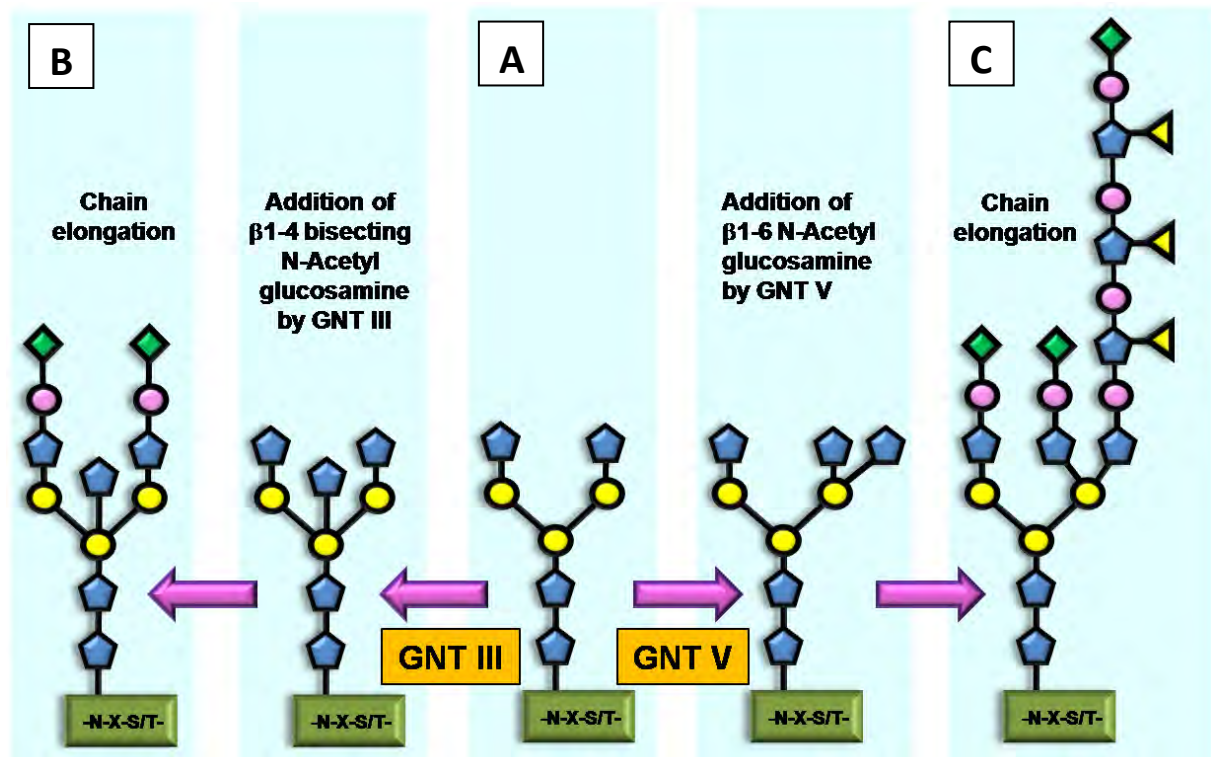 B
A
C
Chain
elongation
Addition of
β1-4 bisecting
N-Acetyl
glucosamine
by GNT III
Addition of
β1-6 N-Acetyl
glucosamine
by GNT V
Chain
elongation
GNT III
GNT V
-N-X-S/T-
-N-X-S/T-
-N-X-S/T-
-N-X-S/T-
-N-X-S/T-